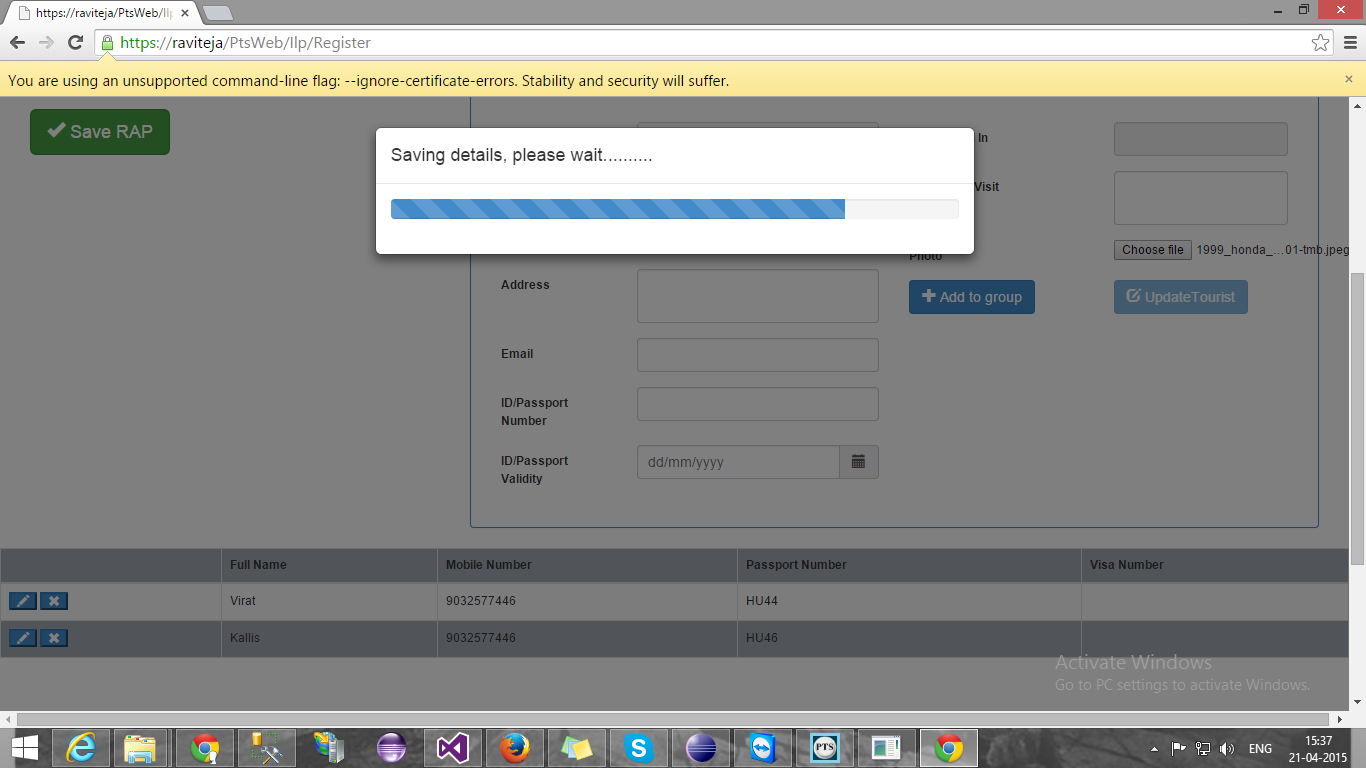 https://raviteja/PtsWeb/Ilp
https://raviteja/PtsWeb/Ilp/Register
You are using an unsupported command-line flag: --ignore-certificate-errors. Stability and security will suffer.
Save RAP
Saving details, please wait..........
In
Visit
Photo
Choose file 1999_honda_...01-tmb.jpeg
Address
Add to group
UpdateTourist
Email
ID/Passport
Number
ID/Passport
Validity
dd/mm/yyyy
Full Name Mobile Number Passport Number Visa Number
Virat 9032577446 HU44
Kallis 9032577446 HU46
Activate Windows
Go to PC settings to activate Windows.
PTS
ENG
15:37
21-04-2015